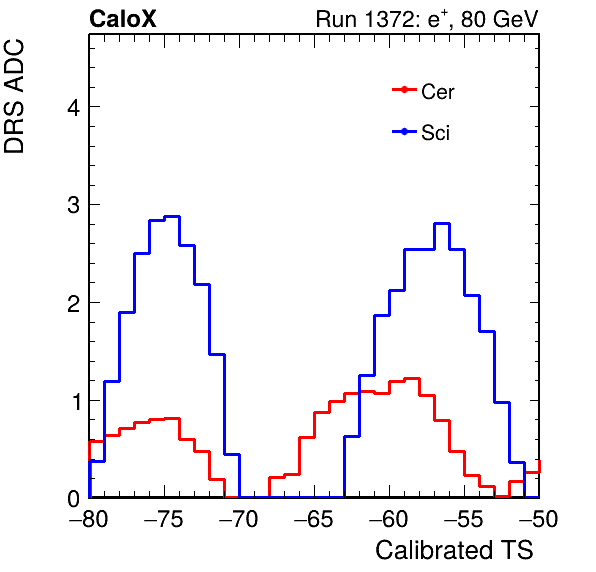 CaloX Run 1372: e⁺, 80 GeV
DRS ADC
Cer
Sci
4
3
2
1
0
−80 −75 −70 −65 −60 −55 −50
Calibrated TS